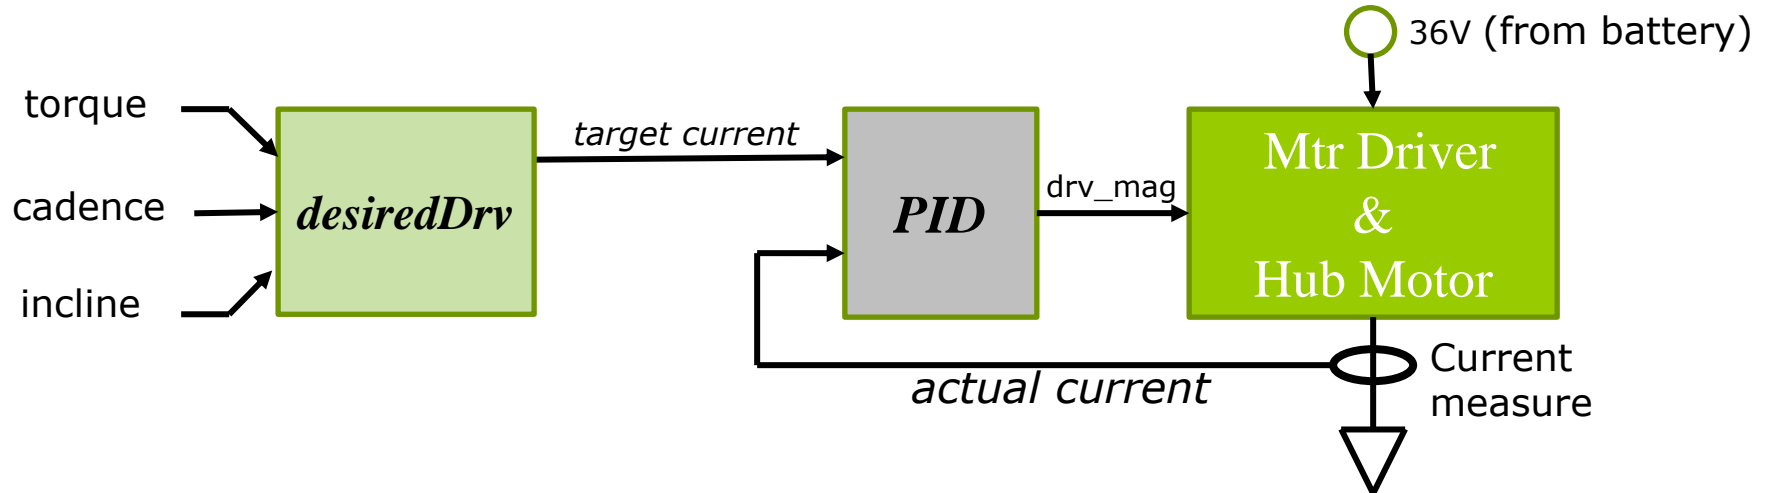 36V (from battery)
torque
cadence
incline
desiredDrv
target current
PID
drv_mag
Mtr Driver
&
Hub Motor
actual current
Current
measure